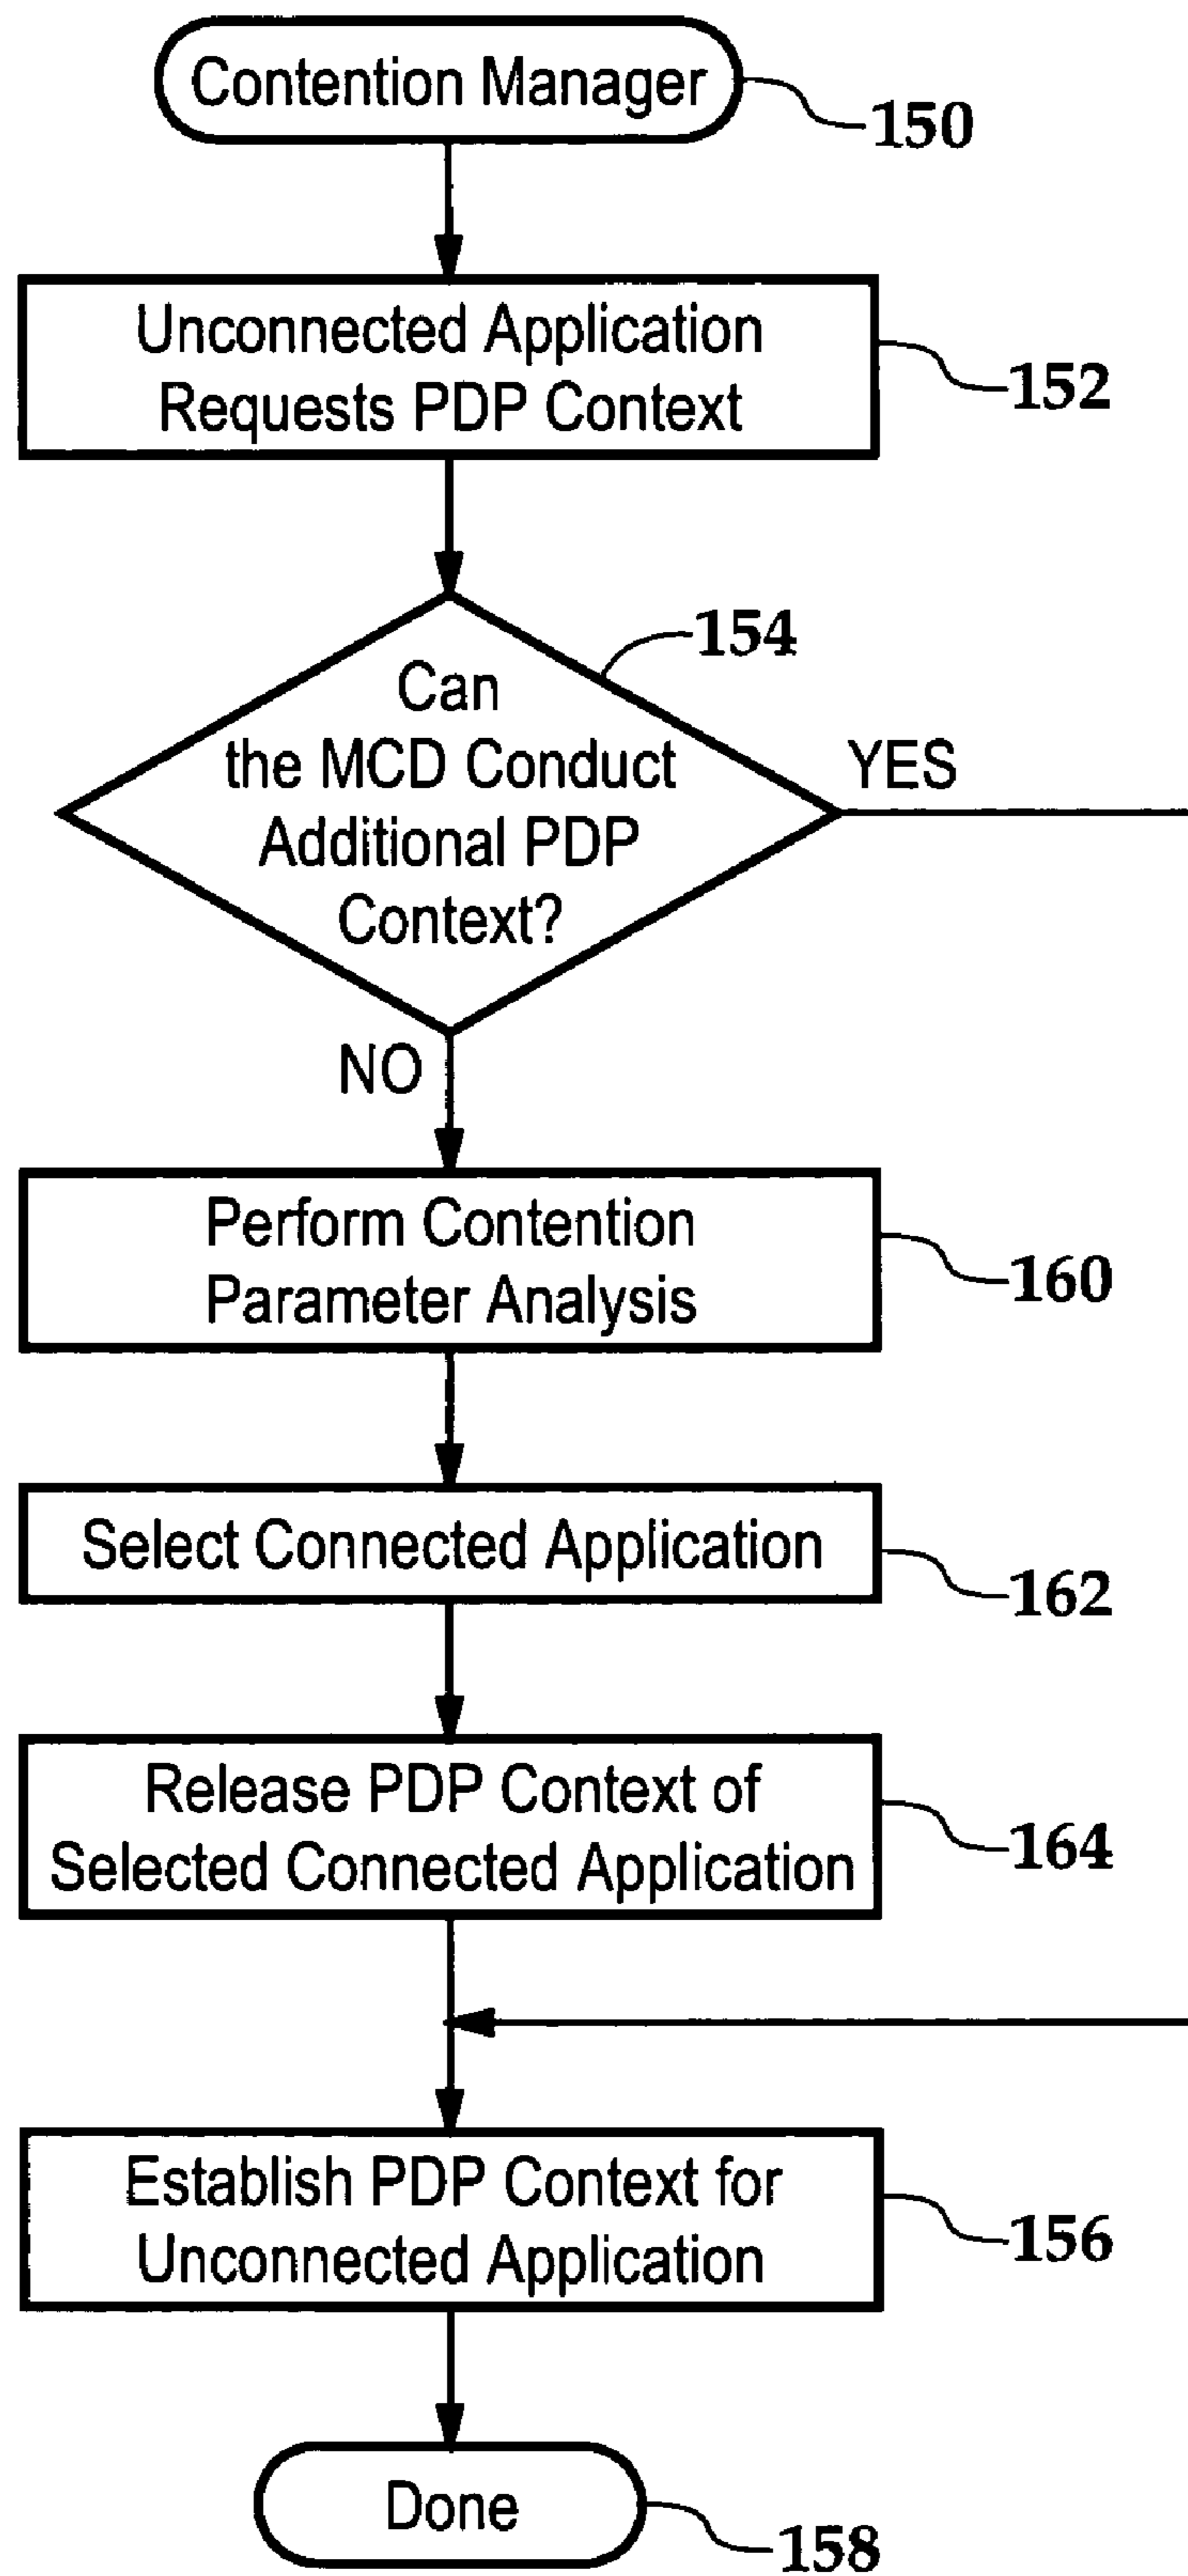 Contention Manager
150
Unconnected Application
Requests PDP Context
152
154
Can
the MCD Conduct
Additional PDP
Context?
YES
NO
Perform Contention
Parameter Analysis
160
Select Connected Application
162
Release PDP Context of
Selected Connected Application
164
Establish PDP Context for
Unconnected Application
156
Done
158